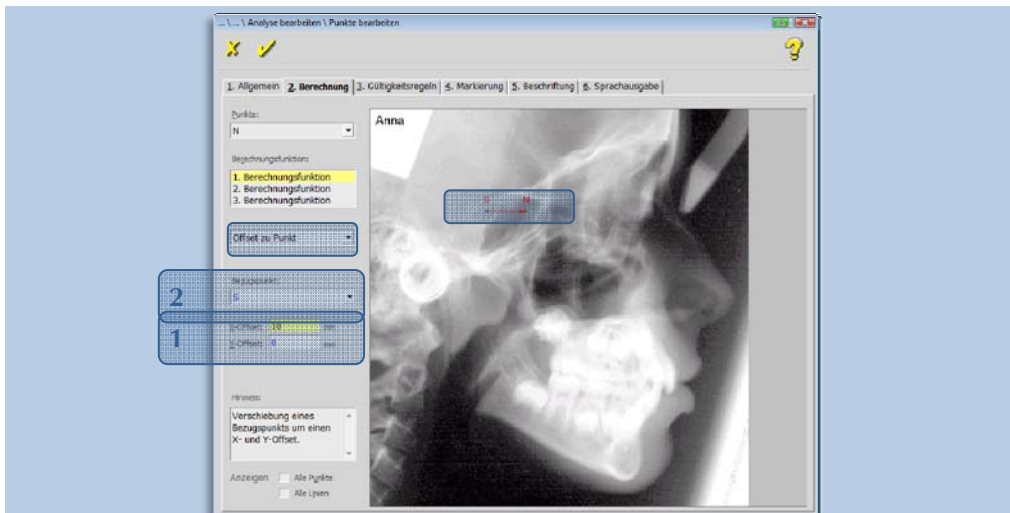 ...\ ... \ Analyse bearbeiten \ Punkte bearbeiten
1. Allgemein 2. Berechnung 3. Gültigkeitsregeln 4. Markierung 5. Beschriftung 6. Sprachausgabe
Punkte:
N
Berechnungsfunktion:
1. Berechnungsfunktion
2. Berechnungsfunktion
3. Berechnungsfunktion
Offset zu Punkt
2
Bezugspunkt:
S
1
X-Offset: 10 mm
Y-Offset: 0 mm
Hinweis:
Verschiebung eines
Bezugspunkts um einen
X- und Y-Offset.
Anzeigen Alle Punkte
Alle Linien
Anna
S N